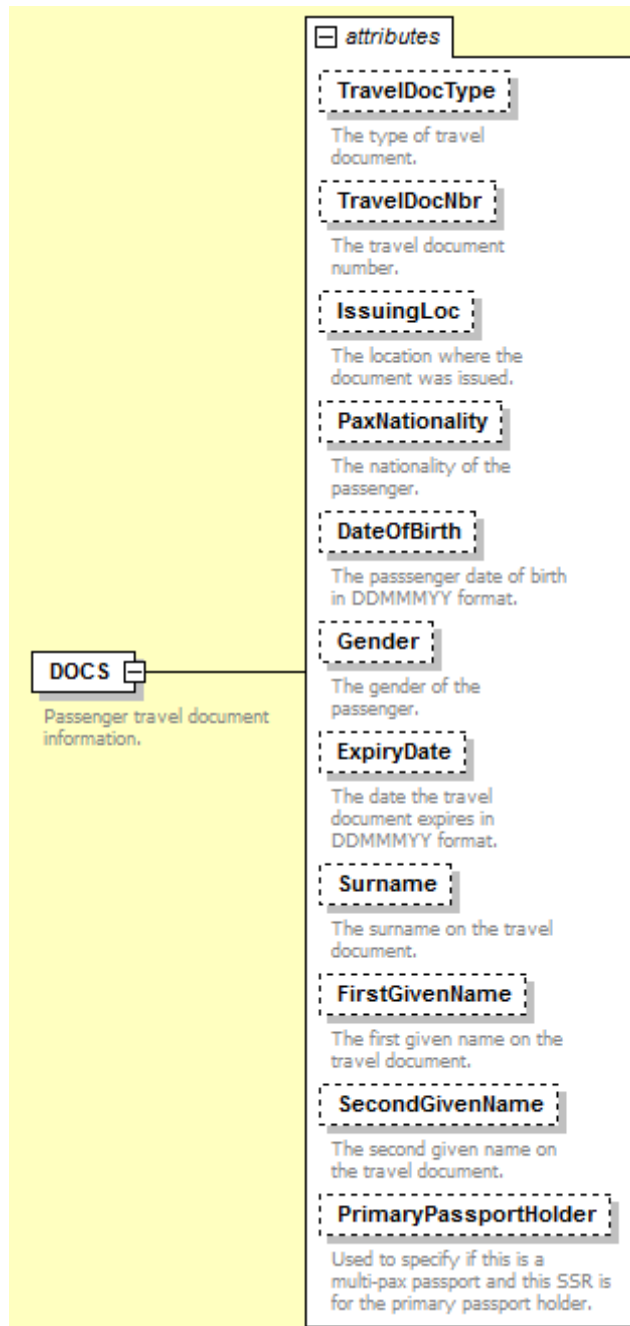 attributes
TravelDocType
The type of travel
document.
TravelDocNbr
The travel document
number.
IssuingLoc
The location where the
document was issued.
PaxNationality
The nationality of the
passenger.
DateOfBirth
The passsenger date of birth
in DDMMMYY format.
Gender
The gender of the
passenger.
DOCS
Passenger travel document
information.
ExpiryDate
The date the travel
document expires in
DDMMMYY format.
Surname
The surname on the travel
document.
FirstGivenName
The first given name on the
travel document.
SecondGivenName
The second given name on
the travel document.
PrimaryPassportHolder
Used to specify if this is a
multi-pax passport and this SSR is
for the primary passport holder.